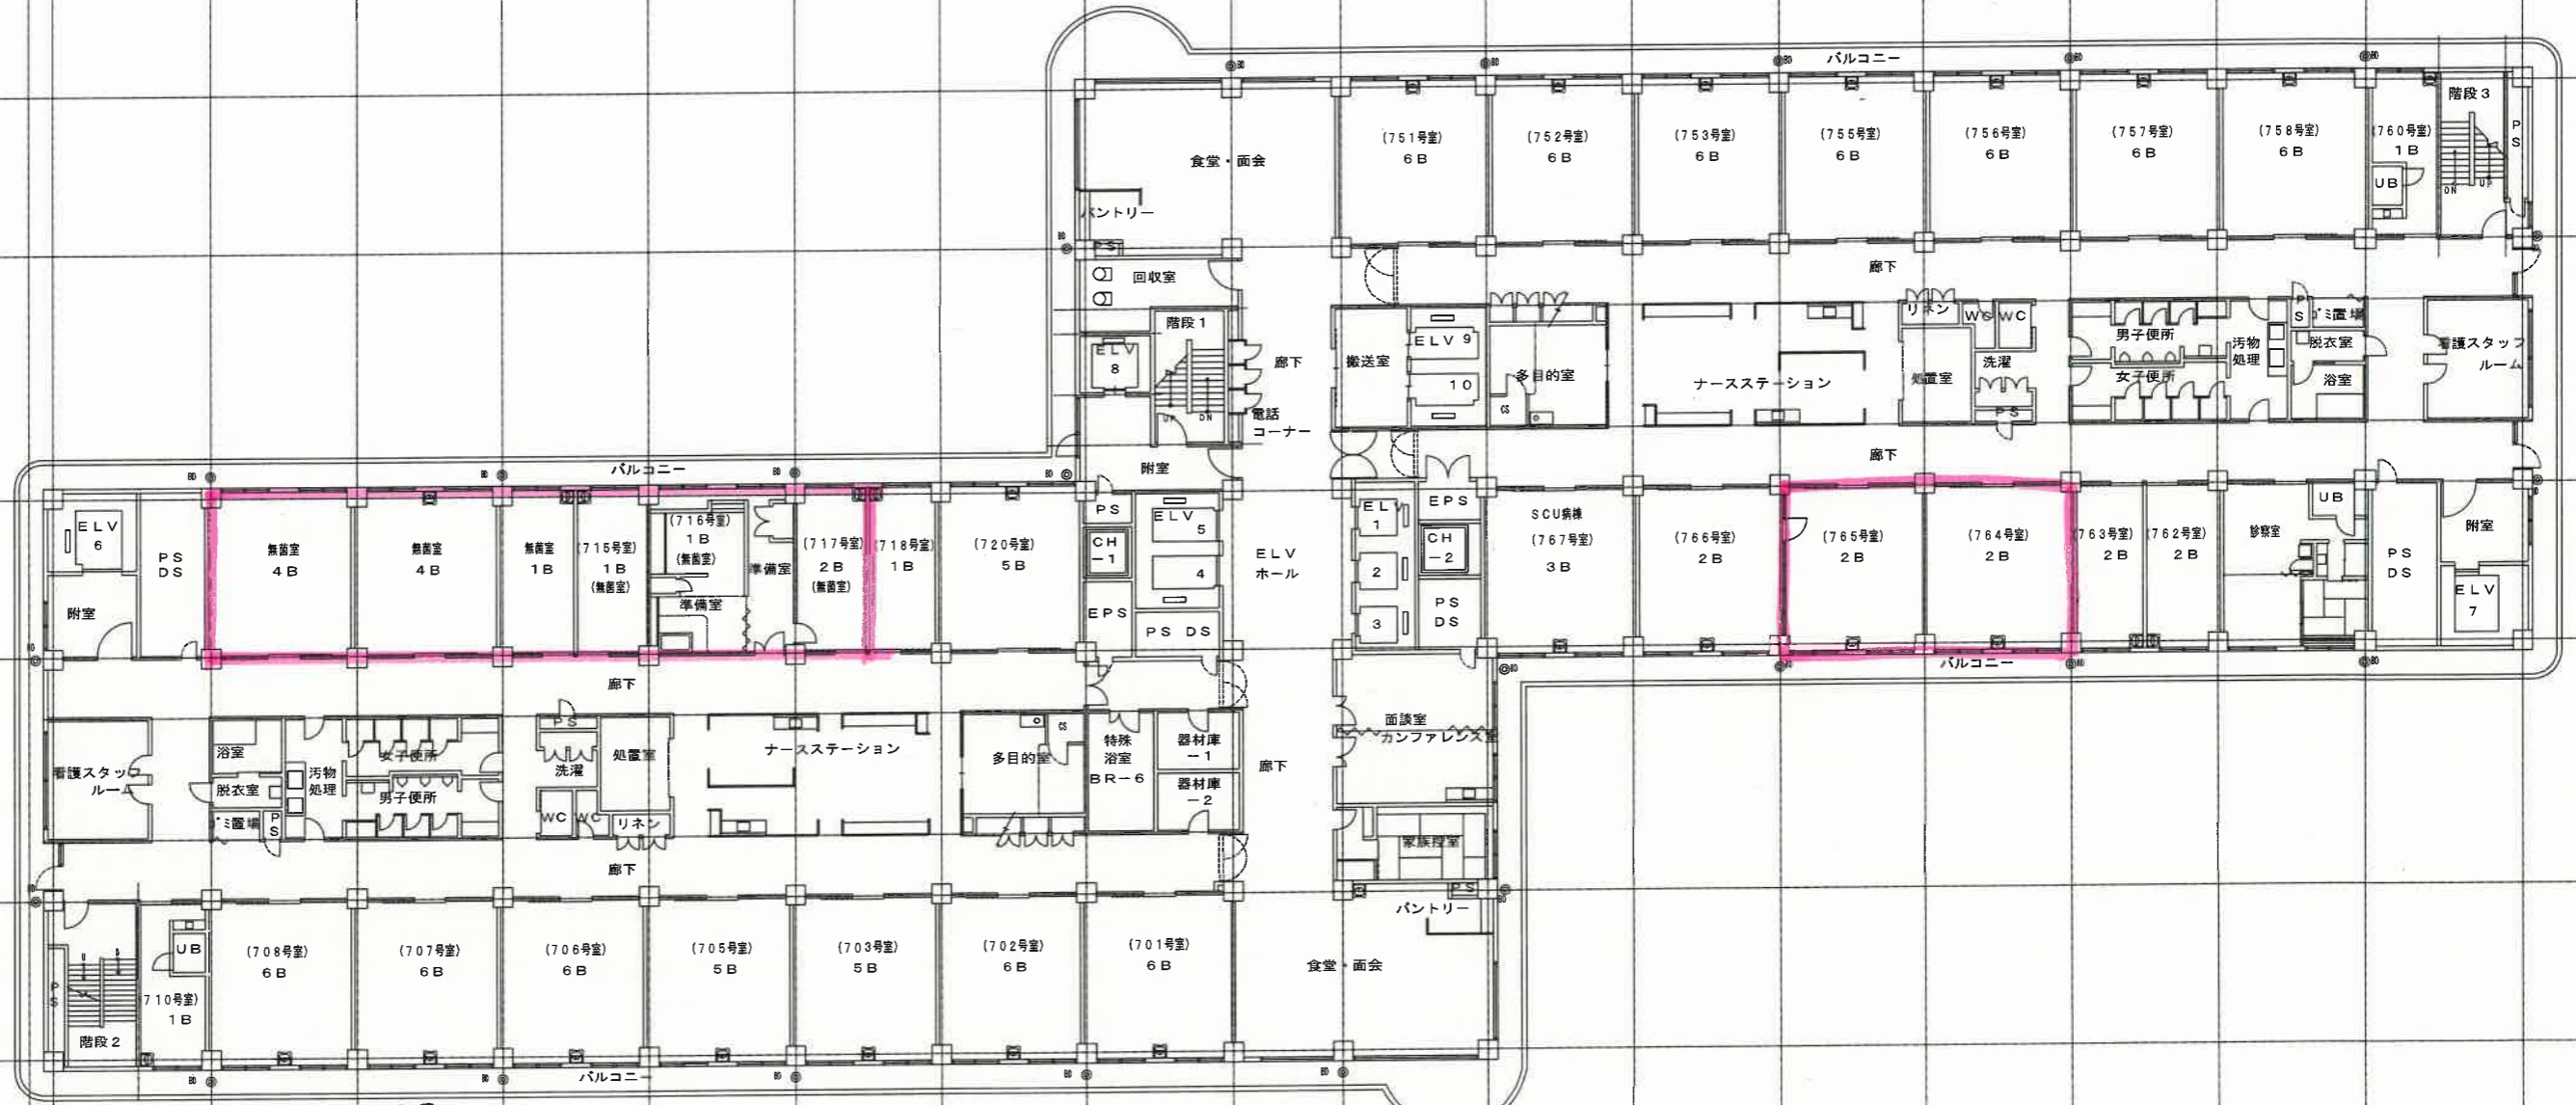 バルコニー
階段3
(751号室)
6B
(752号室)
6B
(753号室)
6B
(755号室)
6B
(756号室)
6B
(757号室)
6B
(758号室)
6B
(760号室)
1B
UB
DN
UP
PS
食堂・面会
パントリー
PS
回収室
廊下
階段1
ELV
8
UP
DN
廊下
電話
コーナー
搬送室
ELV 9
10
多目的室
CS
ナースステーション
リネン
WC
WC
処置室
洗濯
PS
男子便所
女子便所
汚物
処理
PS
ゴミ置場
脱衣室
浴室
看護スタッフ
ルーム
バルコニー
附室
廊下
ELV
6
附室
PS
DS
無菌室
4B
無菌室
4B
無菌室
1B
(715号室)
1B
(無菌室)
(716号室)
1B
(無菌室)
準備室
準備室
(717号室)
2B
(無菌室)
(718号室)
1B
(720号室)
5B
PS
CH
-1
EPS
ELV
5
4
PS DS
ELV
ホール
ELV
1
2
3
EPS
CH
-2
PS
DS
SCU病棟
(767号室)
3B
(766号室)
2B
(765号室)
2B
(764号室)
2B
(763号室)
2B
(762号室)
2B
診察室
UB
PS
DS
附室
ELV
7
バルコニー
廊下
看護スタッフ
ルーム
浴室
脱衣室
ゴミ置場
PS
汚物
処理
女子便所
男子便所
PS
洗濯
WC
WC
処置室
リネン
ナースステーション
多目的室
CS
特殊
浴室
BR-6
器材庫
-1
器材庫
-2
廊下
面談室
カンファレンス室
家族控室
PS
パントリー
廊下
PS
階段2
UB
(710号室)
1B
(708号室)
6B
(707号室)
6B
(706号室)
6B
(705号室)
5B
(703号室)
5B
(702号室)
6B
(701号室)
6B
食堂・面会
バルコニー